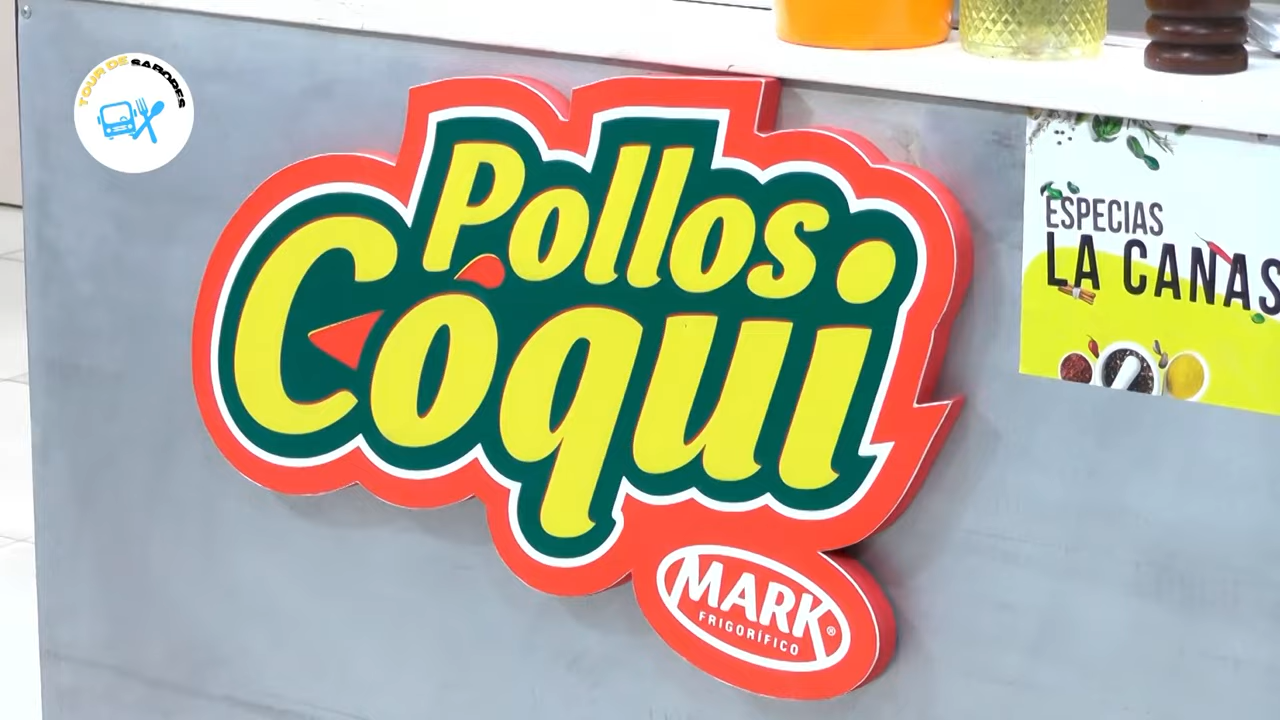 TOUR DE SABORES
Pollos
Coqui
MARK®
FRIGORÍFICO
ESPECIAS
LA CANAS